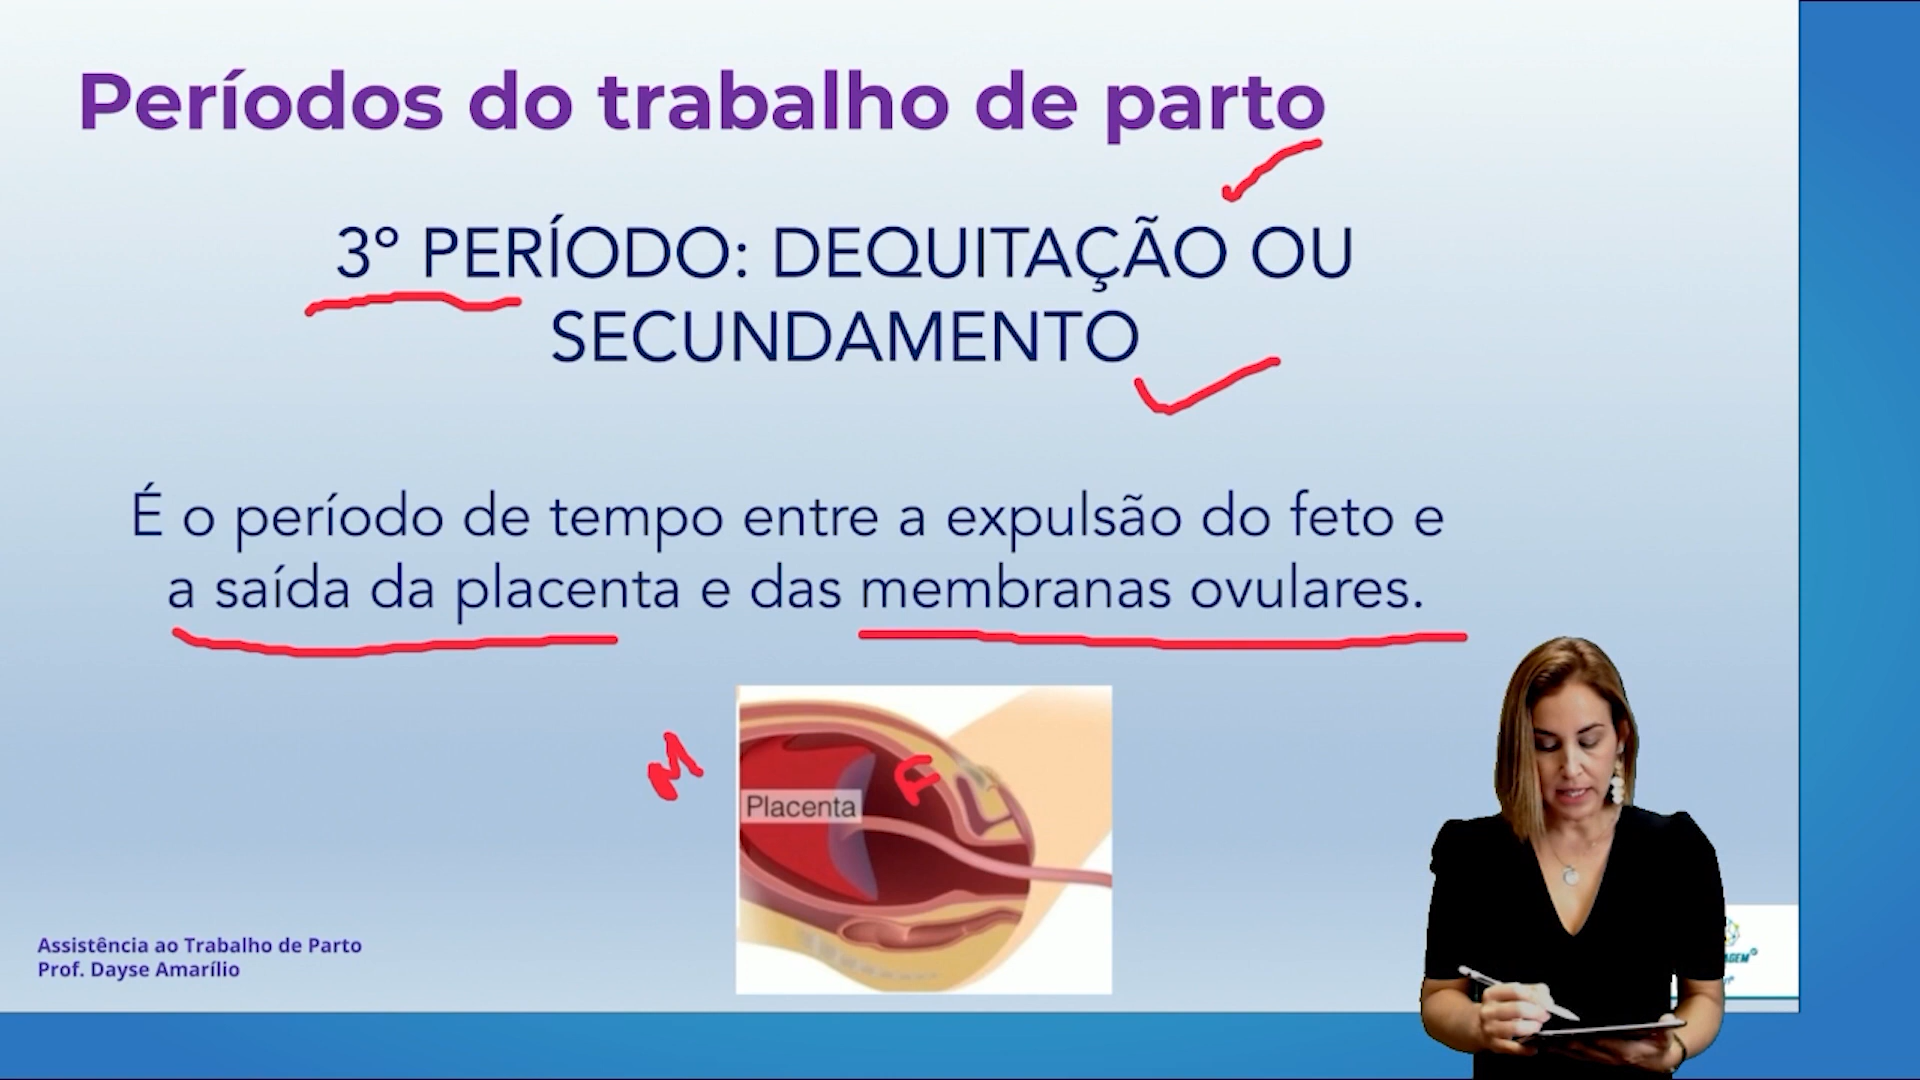 Períodos do trabalho de parto
3º PERÍODO: DEQUITAÇÃO OU
SECUNDAMENTO
É o período de tempo entre a expulsão do feto e
a saída da placenta e das membranas ovulares.
M
F
Placenta
Assistência ao Trabalho de Parto
Prof. Dayse Amarílio